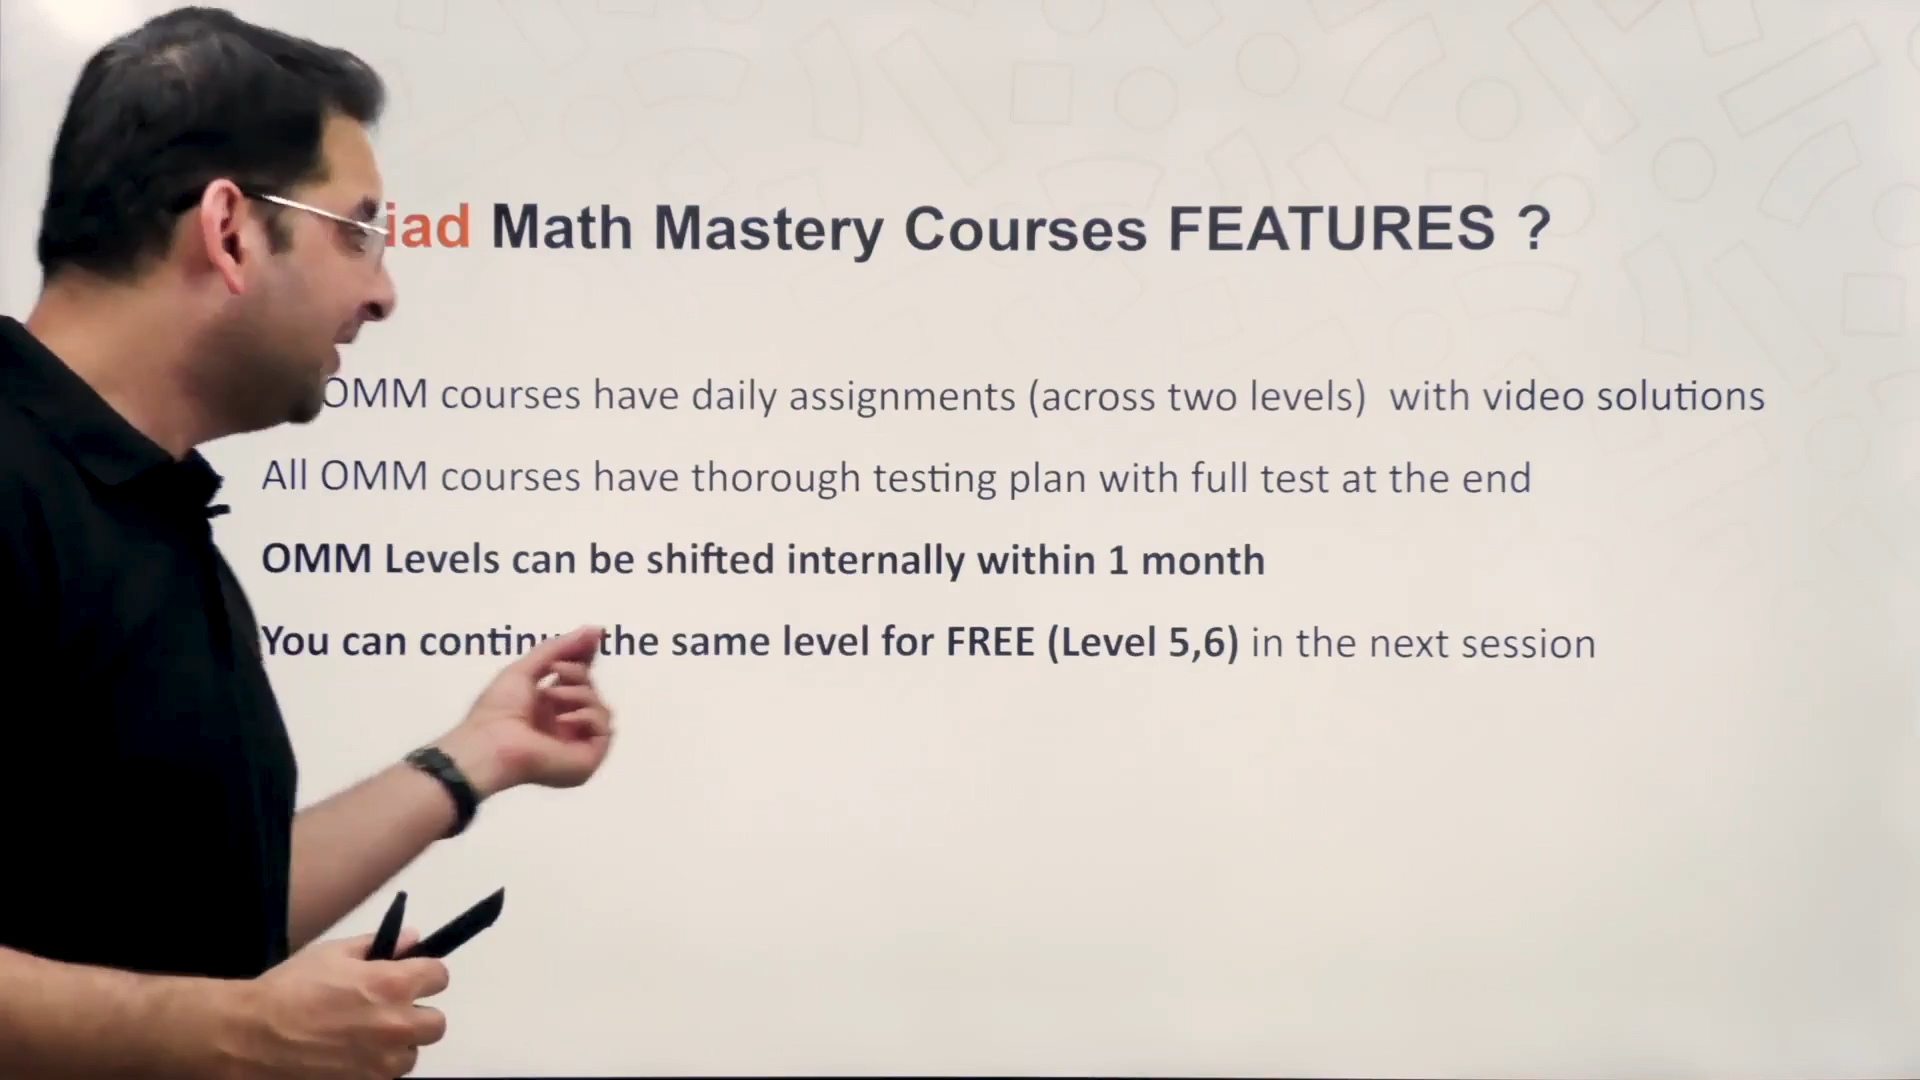 iad Math Mastery Courses FEATURES ?
OMM courses have daily assignments (across two levels) with video solutions
All OMM courses have thorough testing plan with full test at the end
OMM Levels can be shifted internally within 1 month
You can the same level for FREE (Level 5,6) in the next session